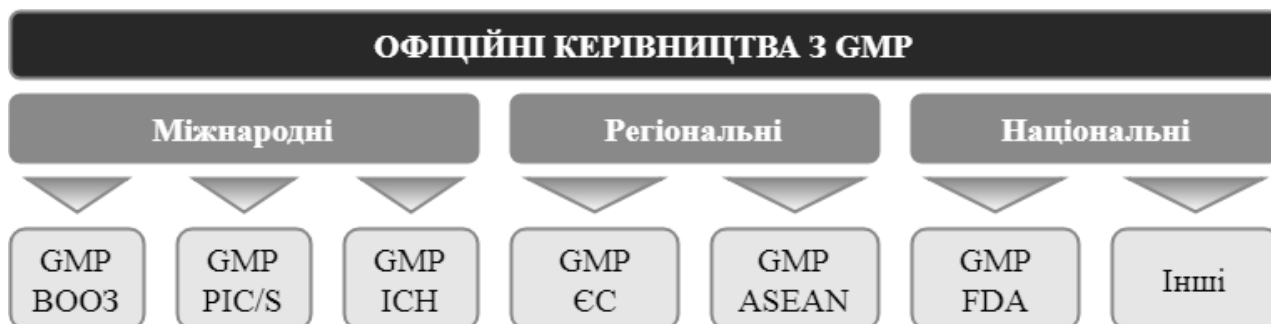 ОФІЦІЙНІ КЕРІВНИЦТВА З GMP
Міжнародні
Регіональні
Національні
GMP
ВООЗ
GMP
PIC/S
GMP
ICH
GMP
ЄС
GMP
ASEAN
GMP
FDA
Інші